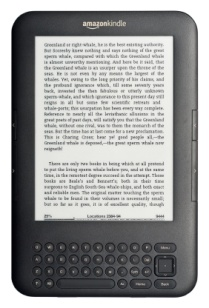 amazonkindle
Greenland or right whale, he is the best existing authority.
But Scoresby knew nothing and says nothing of the great
sperm whale, compared with which the Greenland whale
is almost unworthy mentioning. And here be it said, that
the Greenland whale is an usurper upon the throne of the
seas. He is not even by any means the largest of the
whales. Yet, owing to the long priority of his claims, and
the profound ignorance which, till some seventy years
back, invested the then fabulous or utterly unknown
sperm-whale, and which ignorance to this present day still
reigns in all but some few scientific retreats and
whale-ports; this usurpation has been every way complete.
Reference to nearly all the leviathanic allusions in the
great poets of past days, will satisfy you that the Greenland
whale, without one rival, was to them the monarch of the
seas. But the time has at last come for a new proclamation.
This is Charing Cross; hear ye! good people all,—the
Greenland whale is deposed,—the great sperm whale now
reigneth!
There are only two books in being which at all pretend
to put the living sperm whale before you, and at the same
time, in the remotest degree succeed in the attempt. Those
books are Beale's and Bennett's; both in their time
surgeons to English South-Sea whale-ships, and both exact
and reliable men. The original matter touching the sperm
whale to be found in their volumes is necessarily small;
but so far as it goes, it is of excellent quality, though
Locations
Menu
Home
Back